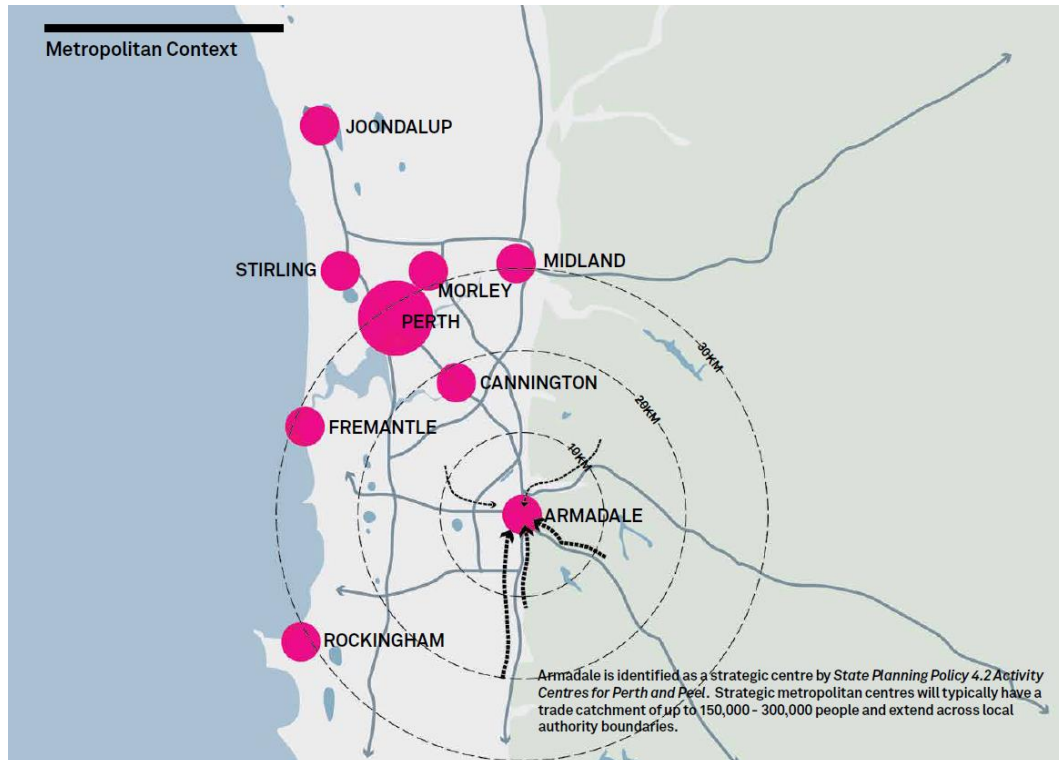 Metropolitan Context
JOONDALUP
STIRLING
MIDLAND
MORLEY
PERTH
30KM
CANNINGTON
20KM
FREMANTLE
10KM
ARMADALE
ROCKINGHAM
Armadale is identified as a strategic centre by State Planning Policy 4.2 Activity
Centres for Perth and Peel. Strategic metropolitan centres will typically have a
trade catchment of up to 150,000 - 300,000 people and extend across local
authority boundaries.